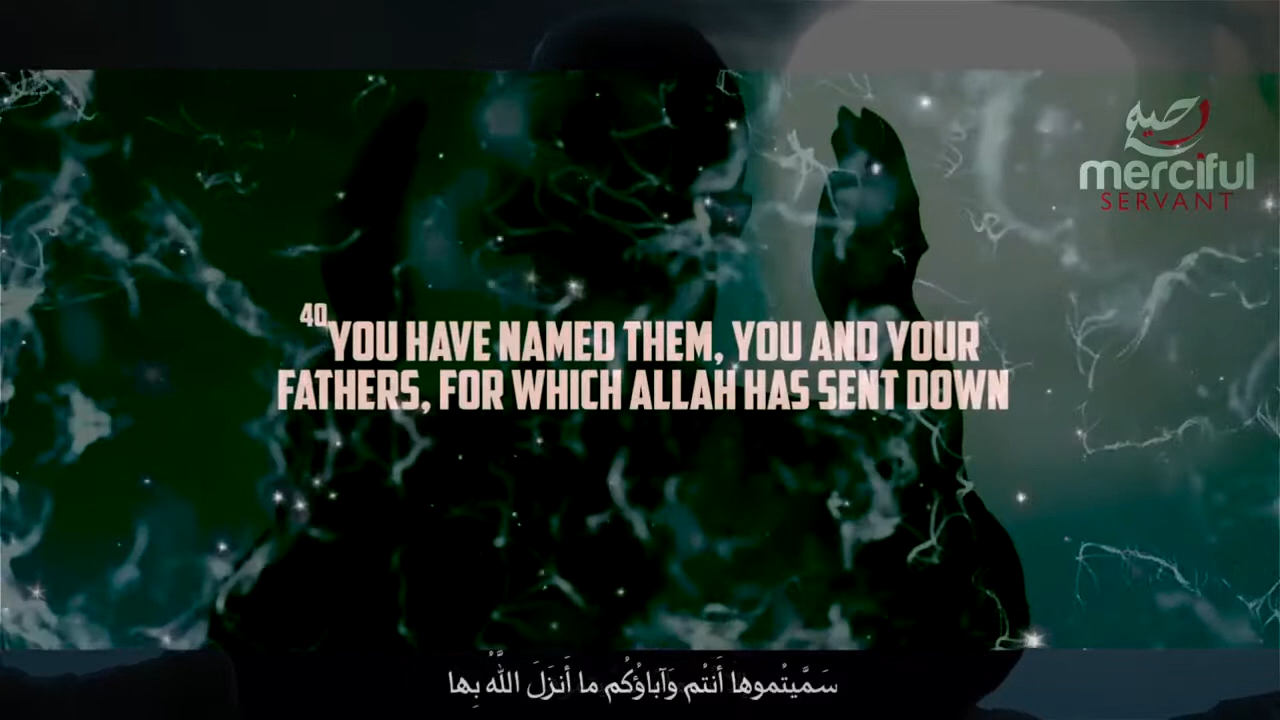 رحيم
merciful
SERVANT
40 YOU HAVE NAMED THEM, YOU AND YOUR
FATHERS, FOR WHICH ALLAH HAS SENT DOWN
سَمَّيتُموها أَنتُم وَآباؤُكُم ما أَنزَلَ اللَّهُ بِها